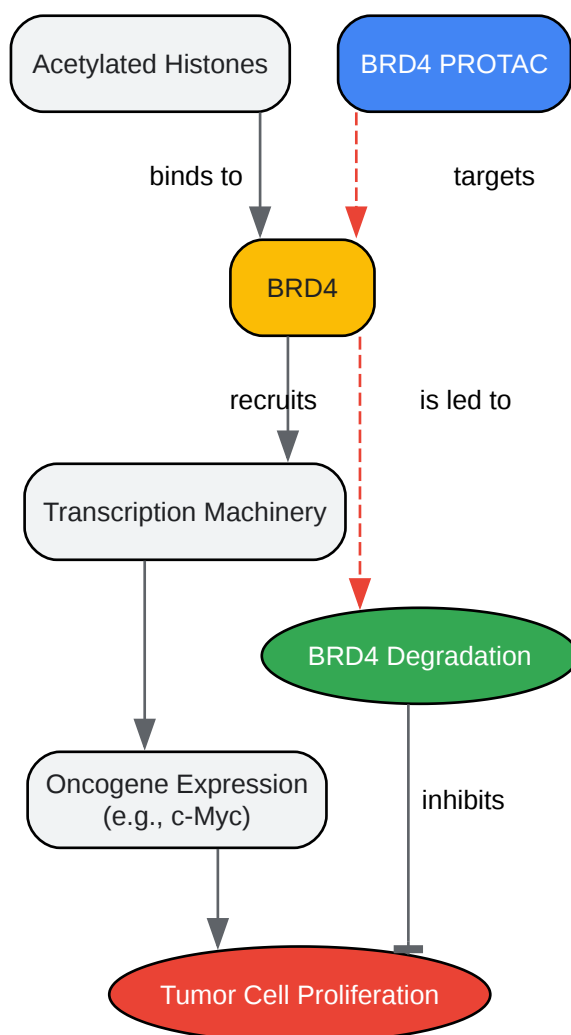 Acetylated Histones
BRD4 PROTAC
binds to
targets
BRD4
recruits
is led to
Transcription Machinery
BRD4 Degradation
Oncogene Expression
(e.g., c-Myc)
inhibits
Tumor Cell Proliferation